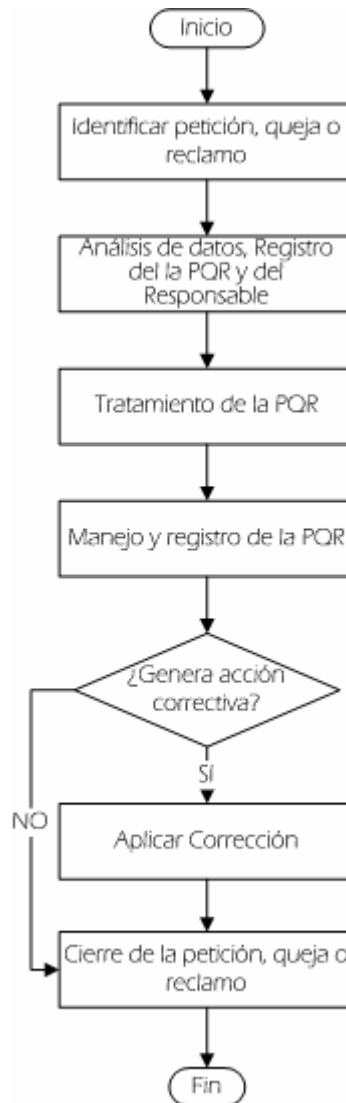 Inicio
Identificar petición, queja o
reclamo
Análisis de datos, Registro
del la PQR y del
Responsable
Tratamiento de la PQR
Manejo y registro de la PQR
¿Genera acción
correctiva?
Sí
NO
Aplicar Corrección
Cierre de la petición, queja o
reclamo
Fin